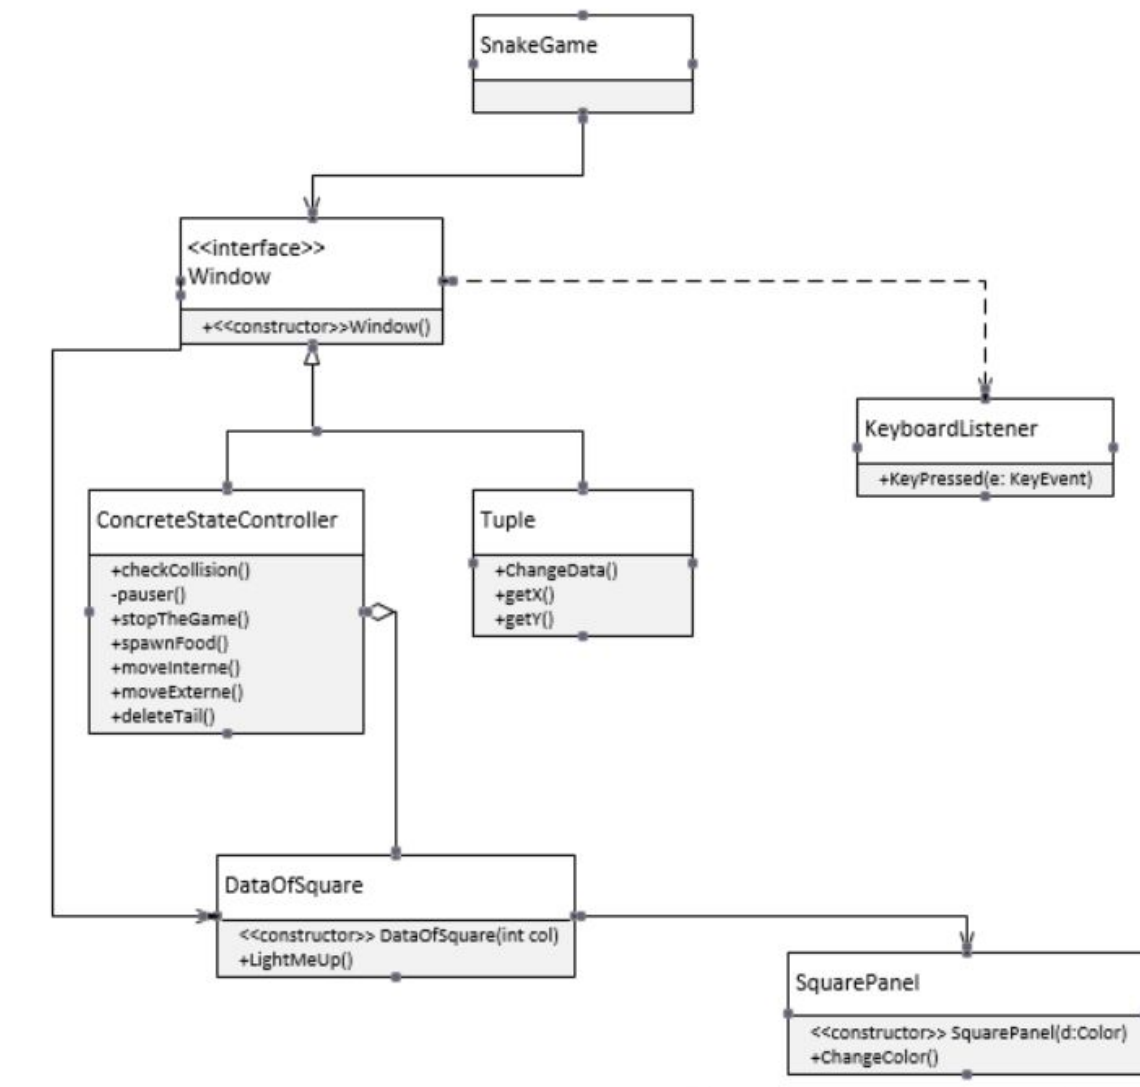 SnakeGame
<<interface>>
Window
+<<constructor>>Window()
KeyboardListener
+KeyPressed(e: KeyEvent)
ConcreteStateController
+checkCollision()
-pauser()
+stopTheGame()
+spawnFood()
+moveInterne()
+moveExterne()
+deleteTail()
Tuple
+ChangeData()
+getX()
+getY()
DataOfSquare
<<constructor>> DataOfSquare(int col)
+LightMeUp()
SquarePanel
<<constructor>> SquarePanel(d:Color)
+ChangeColor()